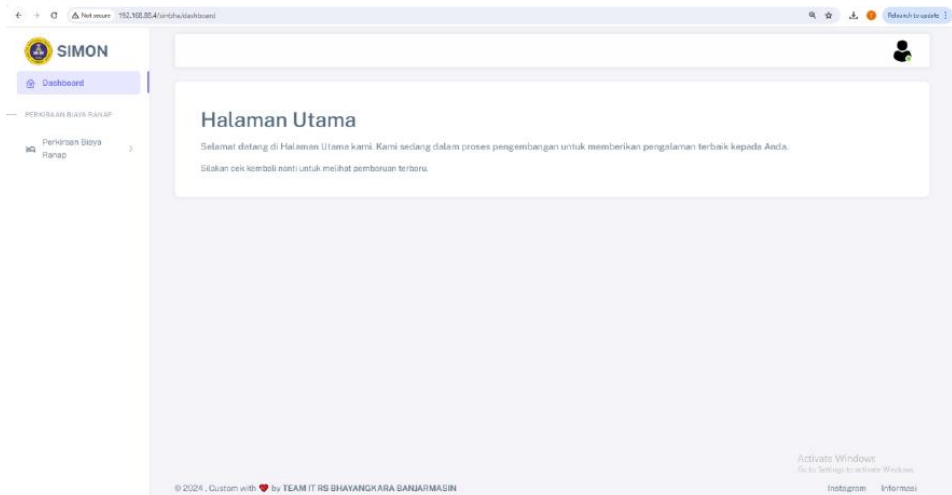 Not secure 192.168.88.4/simbha/dashboard
Relaunch to update
SIMON
Dashboard
PERKIRAAN BIAYA RANAP
Perkiraan Biaya
Ranap
Halaman Utama
Selamat datang di Halaman Utama kami. Kami sedang dalam proses pengembangan untuk memberikan pengalaman terbaik kepada Anda.
Silakan cek kembali nanti untuk melihat pembaruan terbaru.
Activate Windows
Go to Settings to activate Windows.
© 2024 , Custom with ❤ by TEAM IT RS BHAYANGKARA BANJARMASIN
Instagram Informasi